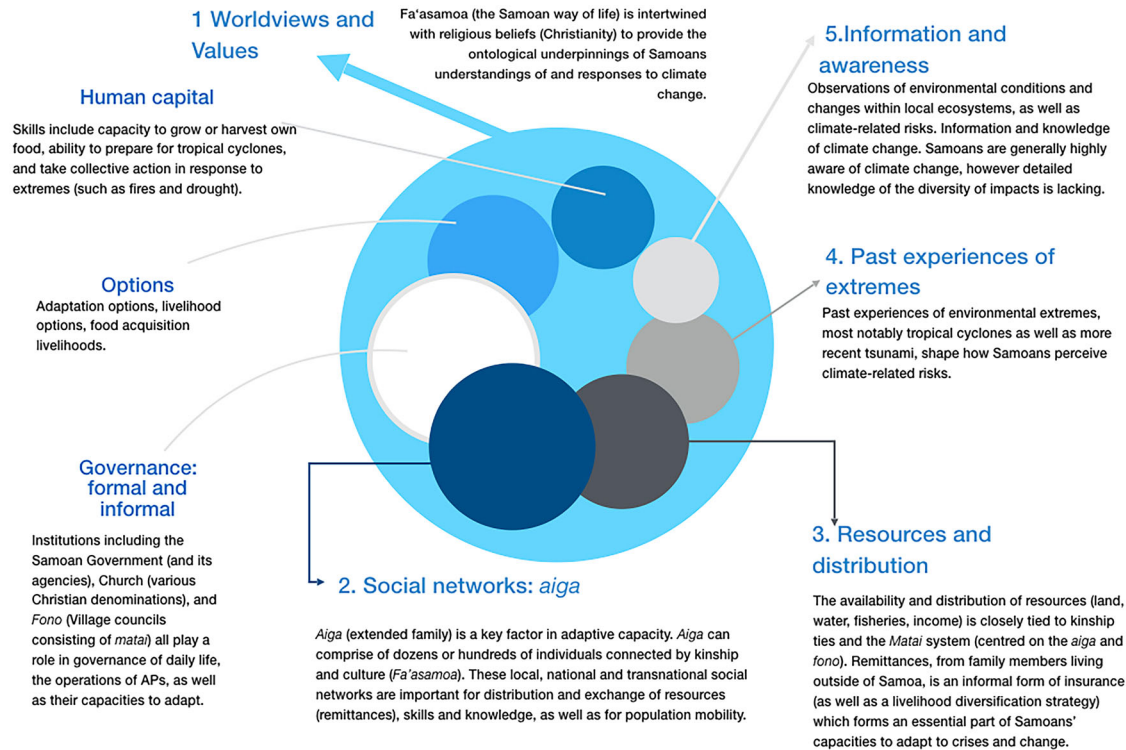 1 Worldviews and
Values
Fa‘asamoa (the Samoan way of life) is intertwined
with religious beliefs (Christianity) to provide the
ontological underpinnings of Samoans
understandings of and responses to climate
change.
Human capital
Skills include capacity to grow or harvest own
food, ability to prepare for tropical cyclones,
and take collective action in response to
extremes (such as fires and drought).
Options
Adaptation options, livelihood
options, food acquisition
livelihoods.
Governance:
formal and
informal
Institutions including the
Samoan Government (and its
agencies), Church (various
Christian denominations), and
Fono (Village councils
consisting of matai) all play a
role in governance of daily life,
the operations of APs, as well
as their capacities to adapt.
2. Social networks: aiga
Aiga (extended family) is a key factor in adaptive capacity. Aiga can
comprise of dozens or hundreds of individuals connected by kinship
and culture (Fa’asamoa). These local, national and transnational social
networks are important for distribution and exchange of resources
(remittances), skills and knowledge, as well as for population mobility.
5.Information and
awareness
Observations of environmental conditions and
changes within local ecosystems, as well as
climate-related risks. Information and knowledge
of climate change. Samoans are generally highly
aware of climate change, however detailed
knowledge of the diversity of impacts is lacking.
4. Past experiences of
extremes
Past experiences of environmental extremes,
most notably tropical cyclones as well as more
recent tsunami, shape how Samoans perceive
climate-related risks.
3. Resources and
distribution
The availability and distribution of resources (land,
water, fisheries, income) is closely tied to kinship
ties and the Matai system (centred on the aiga and
fono). Remittances, from family members living
outside of Samoa, is an informal form of insurance
(as well as a livelihood diversification strategy)
which forms an essential part of Samoans’
capacities to adapt to crises and change.